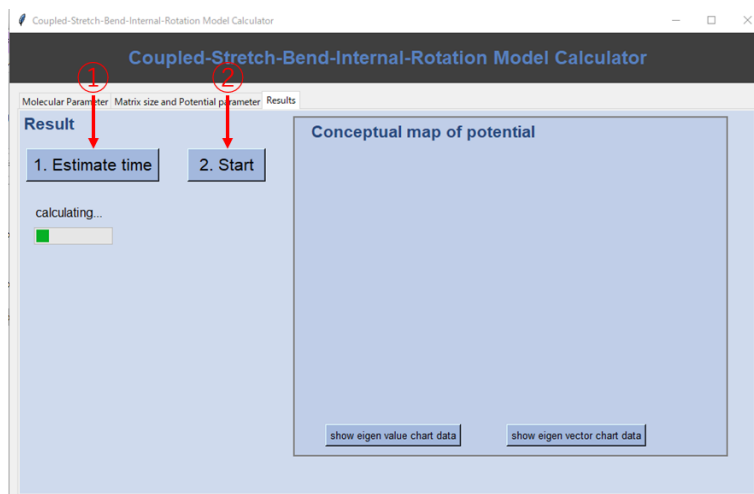 Coupled-Stretch-Bend-Internal-Rotation Model Calculator
Coupled-Stretch-Bend-Internal-Rotation Model Calculator
① ②
Molecular Parameter Matrix size and Potential parameter Results
Result
Conceptual map of potential
1. Estimate time 2. Start
calculating...
show eigen value chart data show eigen vector chart data